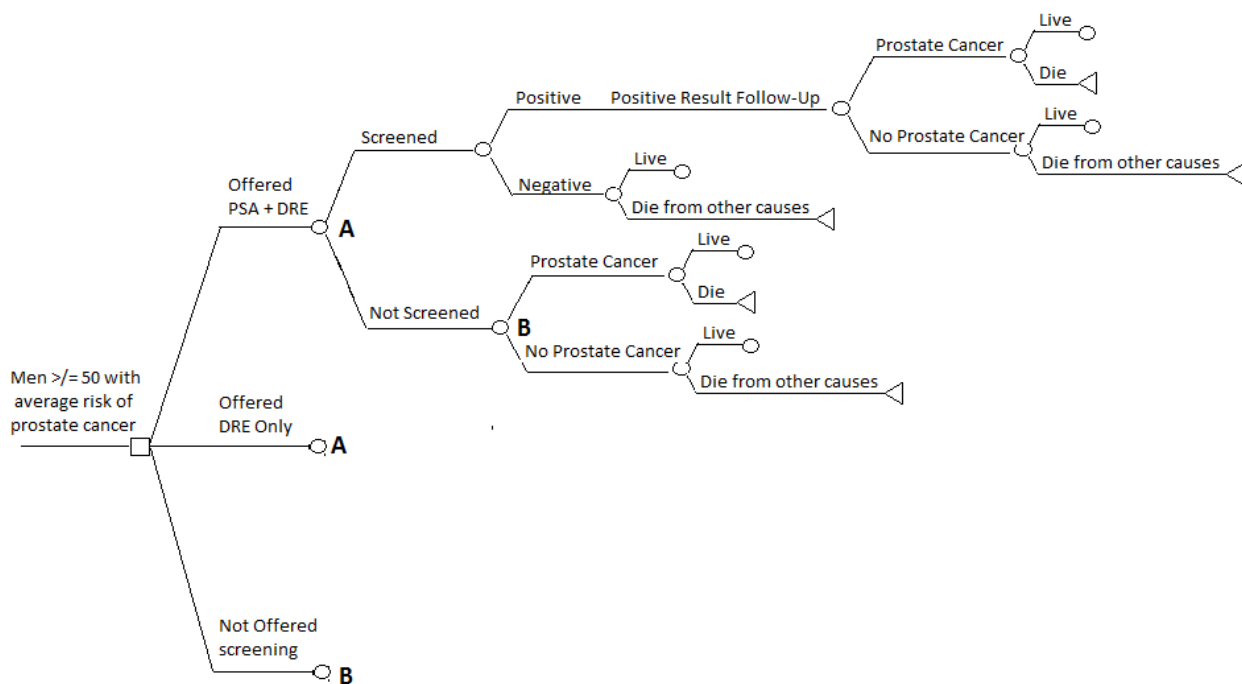 Live
Prostate Cancer
Die
Positive
Positive Result Follow-Up
Live
No Prostate Cancer
Die from other causes
Screened
Live
Negative
Die from other causes
Offered
PSA + DRE
A
Live
Prostate Cancer
Die
Not Screened
B
Live
No Prostate Cancer
Die from other causes
Men >/= 50 with
average risk of
prostate cancer
Offered
DRE Only
A
Not Offered
screening
B